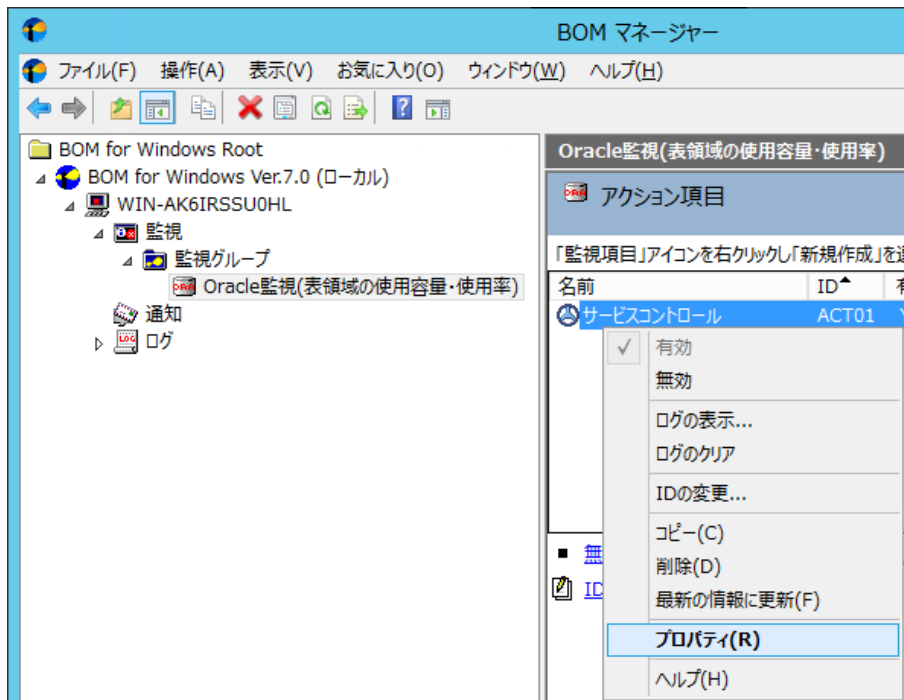 BOM マネージャー
ファイル(F) 操作(A) 表示(V) お気に入り(O) ウィンドウ(W) ヘルプ(H)
BOM for Windows Root
BOM for Windows Ver.7.0 (ローカル)
WIN-AK6IRSSU0HL
監視
監視グループ
Oracle監視(表領域の使用容量・使用率)
通知
LOG ログ
Oracle監視(表領域の使用容量・使用率)
アクション項目
「監視項目」アイコンを右クリックし「新規作成」を
名前 ID
サービスコントロール ACT01 Y
有効
無効
ログの表示...
ログのクリア
IDの変更...
コピー(C)
削除(D)
最新の情報に更新(F)
プロパティ(R)
ヘルプ(H)
無
ID